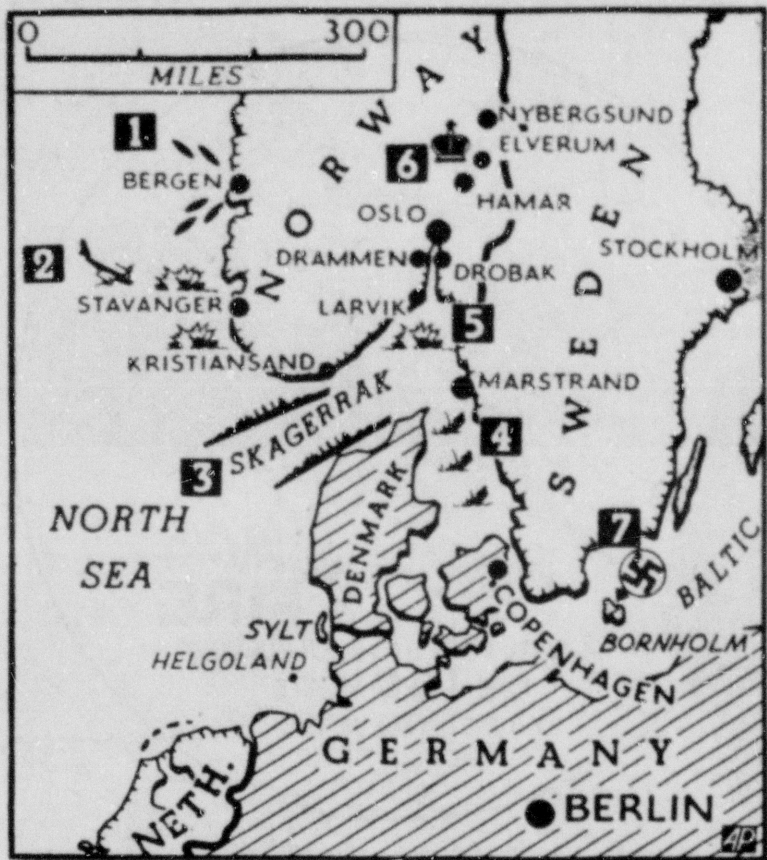 0 300
MILES
NORWAY
1
BERGEN
NYBERGSUND
ELVERUM
6
HAMAR
OSLO
2
DRAMMEN
DROBAK
STOCKHOLM
STAVANGER
LARVIK
5
KRISTIANSAND
MARSTRAND
SWEDEN
SKAGERRAK
3
4
NORTH
SEA
DENMARK
7
BALTIC
SYLT
HELGOLAND
COPENHAGEN
BORNHOLM
GERMANY
NETH.
BERLIN
AP